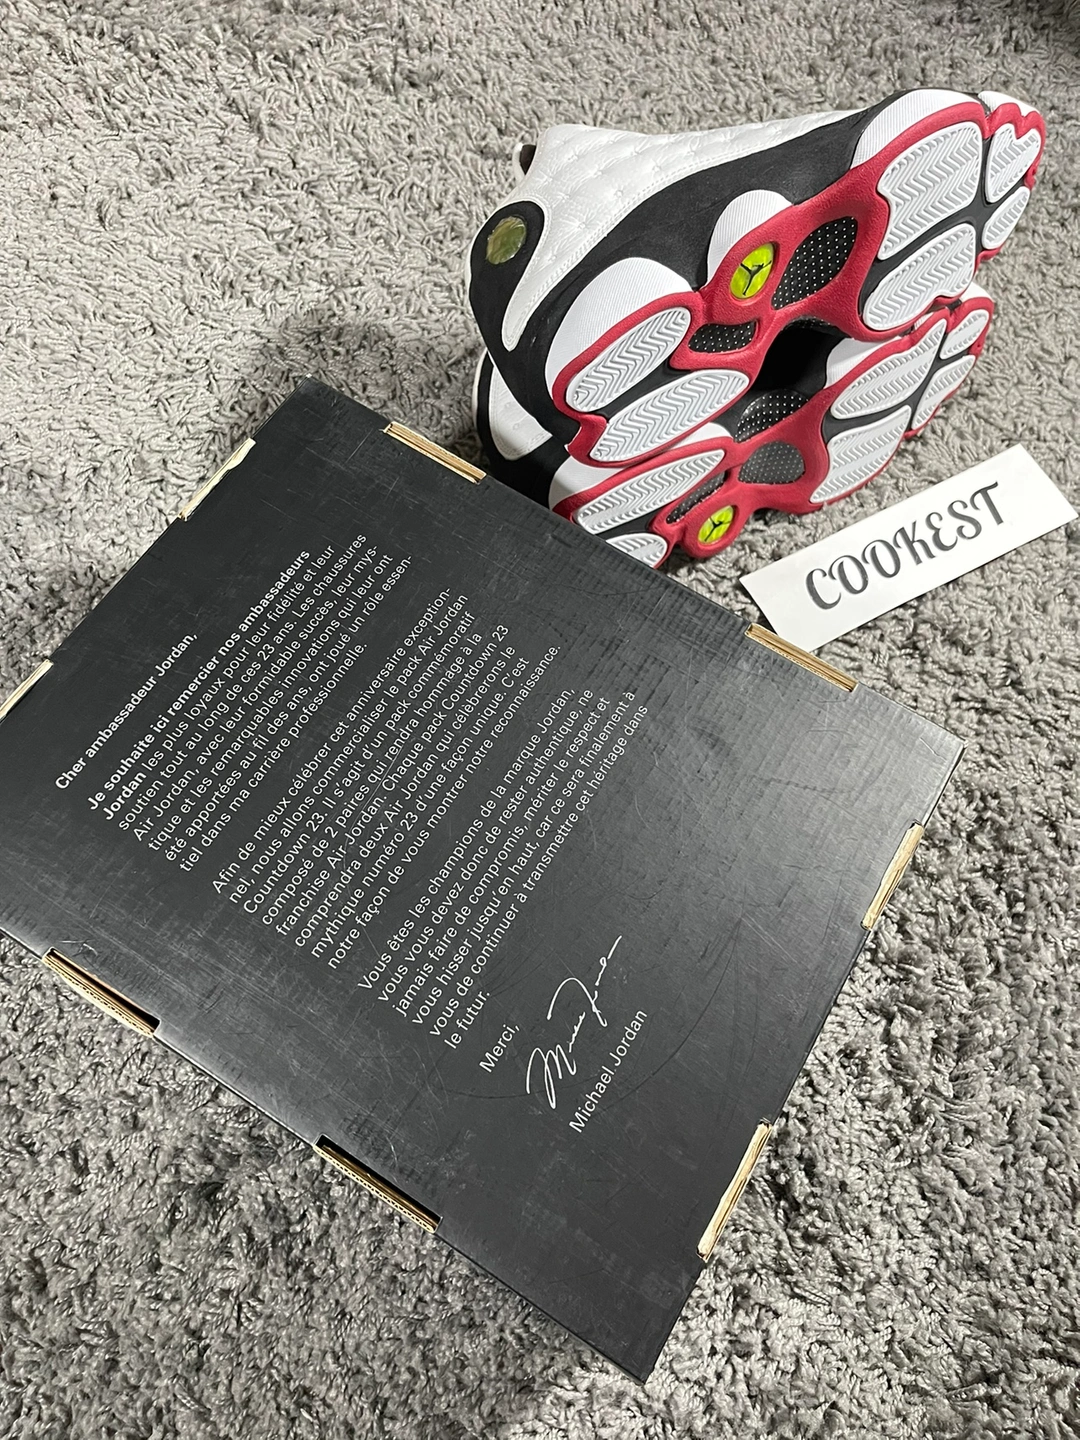 COOKEST
Cher ambassadeur Jordan,
Je souhaite ici remercier nos ambassadeurs
Jordan les plus loyaux pour leur fidélité et leur
soutien tout au long de ces 23 ans. Les chaussures
Air Jordan, avec leur formidable succès, leur mys-
tique et les remarquables innovations qui leur ont
été apportées au fil des ans, ont joué un rôle essen-
tiel dans ma carrière professionnelle.
Afin de mieux célébrer cet anniversaire exception-
nel, nous allons commercialiser le pack Air Jordan
Countdown 23. Il s'agit d'un pack commémoratif
composé de 2 paires qui rendra hommage à la
franchise Air Jordan. Chaque pack Countdown 23
comprendra deux Air Jordan qui célébrerons le
mythique numéro 23 d'une façon unique. C'est
notre façon de vous montrer notre reconnaissance.
Vous êtes les champions de la marque Jordan,
vous vous devez donc de rester authentique, ne
jamais faire de compromis, mériter le respect et
vous hisser jusqu'en haut, car ce sera finalement à
vous de continuer à transmettre cet héritage dans
le futur.
Merci,
Michael Jordan